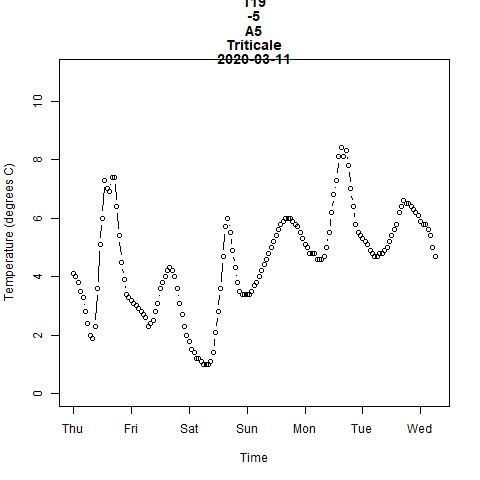 T19
-5
A5
Triticale
2020-03-11
Temperature (degrees C)
10
8
6
4
2
0
Thu Fri Sat Sun Mon Tue Wed
Time